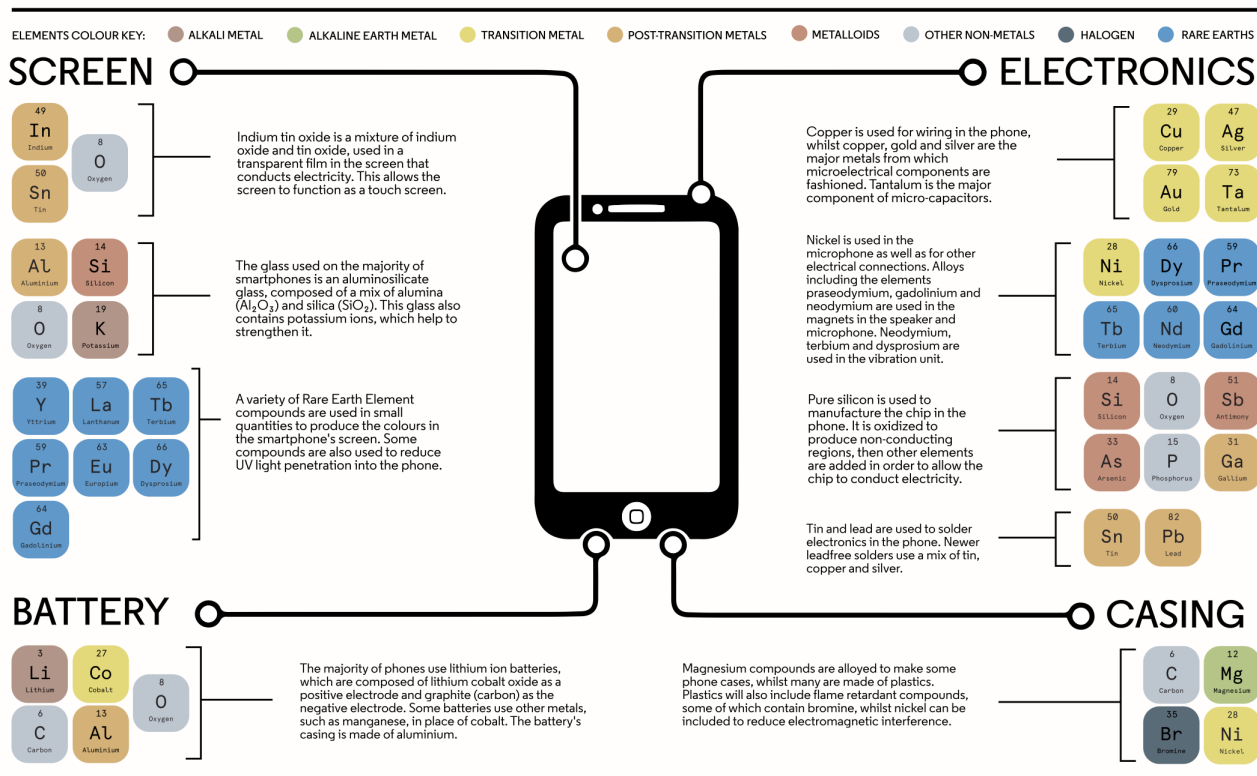 ELEMENTS COLOUR KEY: ALKALI METAL ALKALINE EARTH METAL TRANSITION METAL POST-TRANSITION METALS METALLOIDS OTHER NON-METALS HALOGEN RARE EARTHS
SCREEN
49
In
Indium
8
O
Oxygen
50
Sn
Tin
Indium tin oxide is a mixture of indium
oxide and tin oxide, used in a
transparent film in the screen that
conducts electricity. This allows the
screen to function as a touch screen.
13
Al
Aluminium
14
Si
Silicon
8
O
Oxygen
19
K
Potassium
The glass used on the majority of
smartphones is an aluminosilicate
glass, composed of a mix of alumina
(Al₂O₃) and silica (SiO₂). This glass also
contains potassium ions, which help to
strengthen it.
39
Y
Yttrium
57
La
Lanthanum
65
Tb
Terbium
59
Pr
Praseodymium
63
Eu
Europium
66
Dy
Dysprosium
64
Gd
Gadolinium
A variety of Rare Earth Element
compounds are used in small
quantities to produce the colours in
the smartphone's screen. Some
compounds are also used to reduce
UV light penetration into the phone.
ELECTRONICS
Copper is used for wiring in the phone,
whilst copper, gold and silver are the
major metals from which
microelectrical components are
fashioned. Tantalum is the major
component of micro-capacitors.
29
Cu
Copper
47
Ag
Silver
79
Au
Gold
73
Ta
Tantalum
Nickel is used in the
microphone as well as for other
electrical connections. Alloys
including the elements
praseodymium, gadolinium and
neodymium are used in the
magnets in the speaker and
microphone. Neodymium,
terbium and dysprosium are
used in the vibration unit.
28
Ni
Nickel
66
Dy
Dysprosium
59
Pr
Praseodymium
65
Tb
Terbium
60
Nd
Neodymium
64
Gd
Gadolinium
Pure silicon is used to
manufacture the chip in the
phone. It is oxidized to
produce non-conducting
regions, then other elements
are added in order to allow the
chip to conduct electricity.
14
Si
Silicon
8
O
Oxygen
51
Sb
Antimony
33
As
Arsenic
15
P
Phosphorus
31
Ga
Gallium
Tin and lead are used to solder
electronics in the phone. Newer
leadfree solders use a mix of tin,
copper and silver.
50
Sn
Tin
82
Pb
Lead
BATTERY
3
Li
Lithium
27
Co
Cobalt
8
O
Oxygen
6
C
Carbon
13
Al
Aluminium
The majority of phones use lithium ion batteries,
which are composed of lithium cobalt oxide as a
positive electrode and graphite (carbon) as the
negative electrode. Some batteries use other metals,
such as manganese, in place of cobalt. The battery's
casing is made of aluminium.
CASING
Magnesium compounds are alloyed to make some
phone cases, whilst many are made of plastics.
Plastics will also include flame retardant compounds,
some of which contain bromine, whilst nickel can be
included to reduce electromagnetic interference.
6
C
Carbon
12
Mg
Magnesium
35
Br
Bromine
28
Ni
Nickel